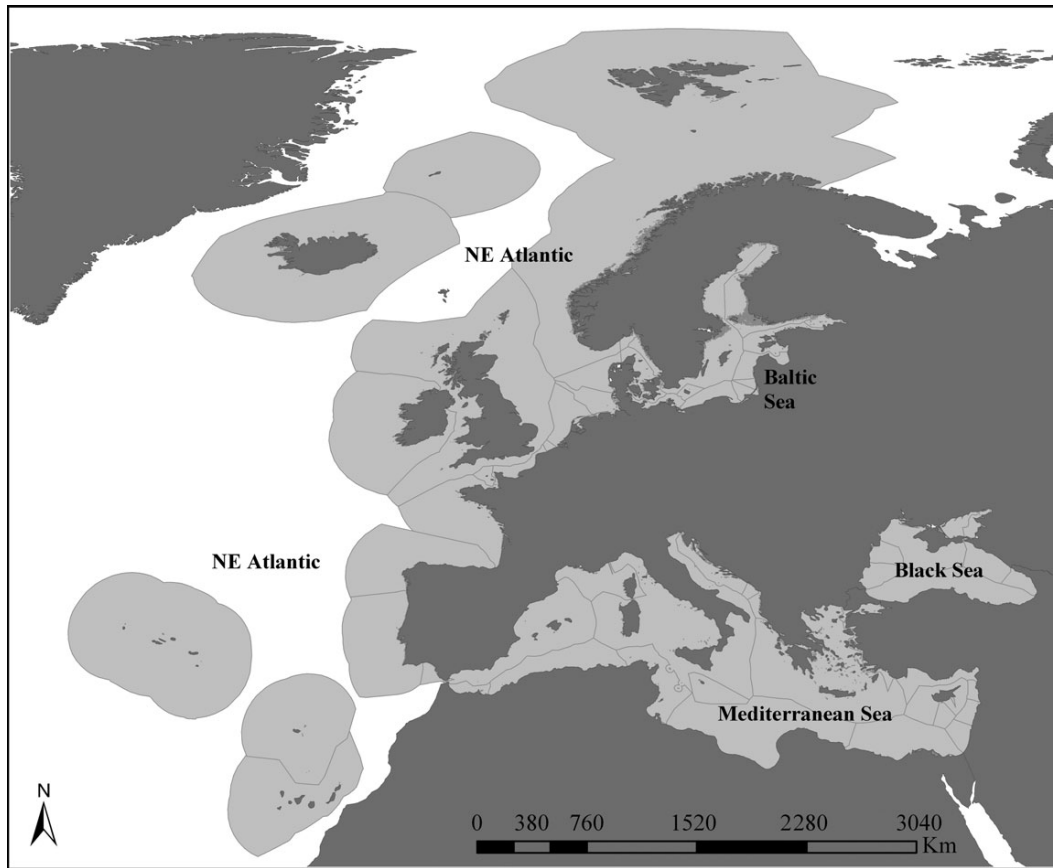 NE Atlantic
Baltic
Sea
NE Atlantic
Black Sea
Mediterranean Sea
N
0 380 760 1520 2280 3040
Km